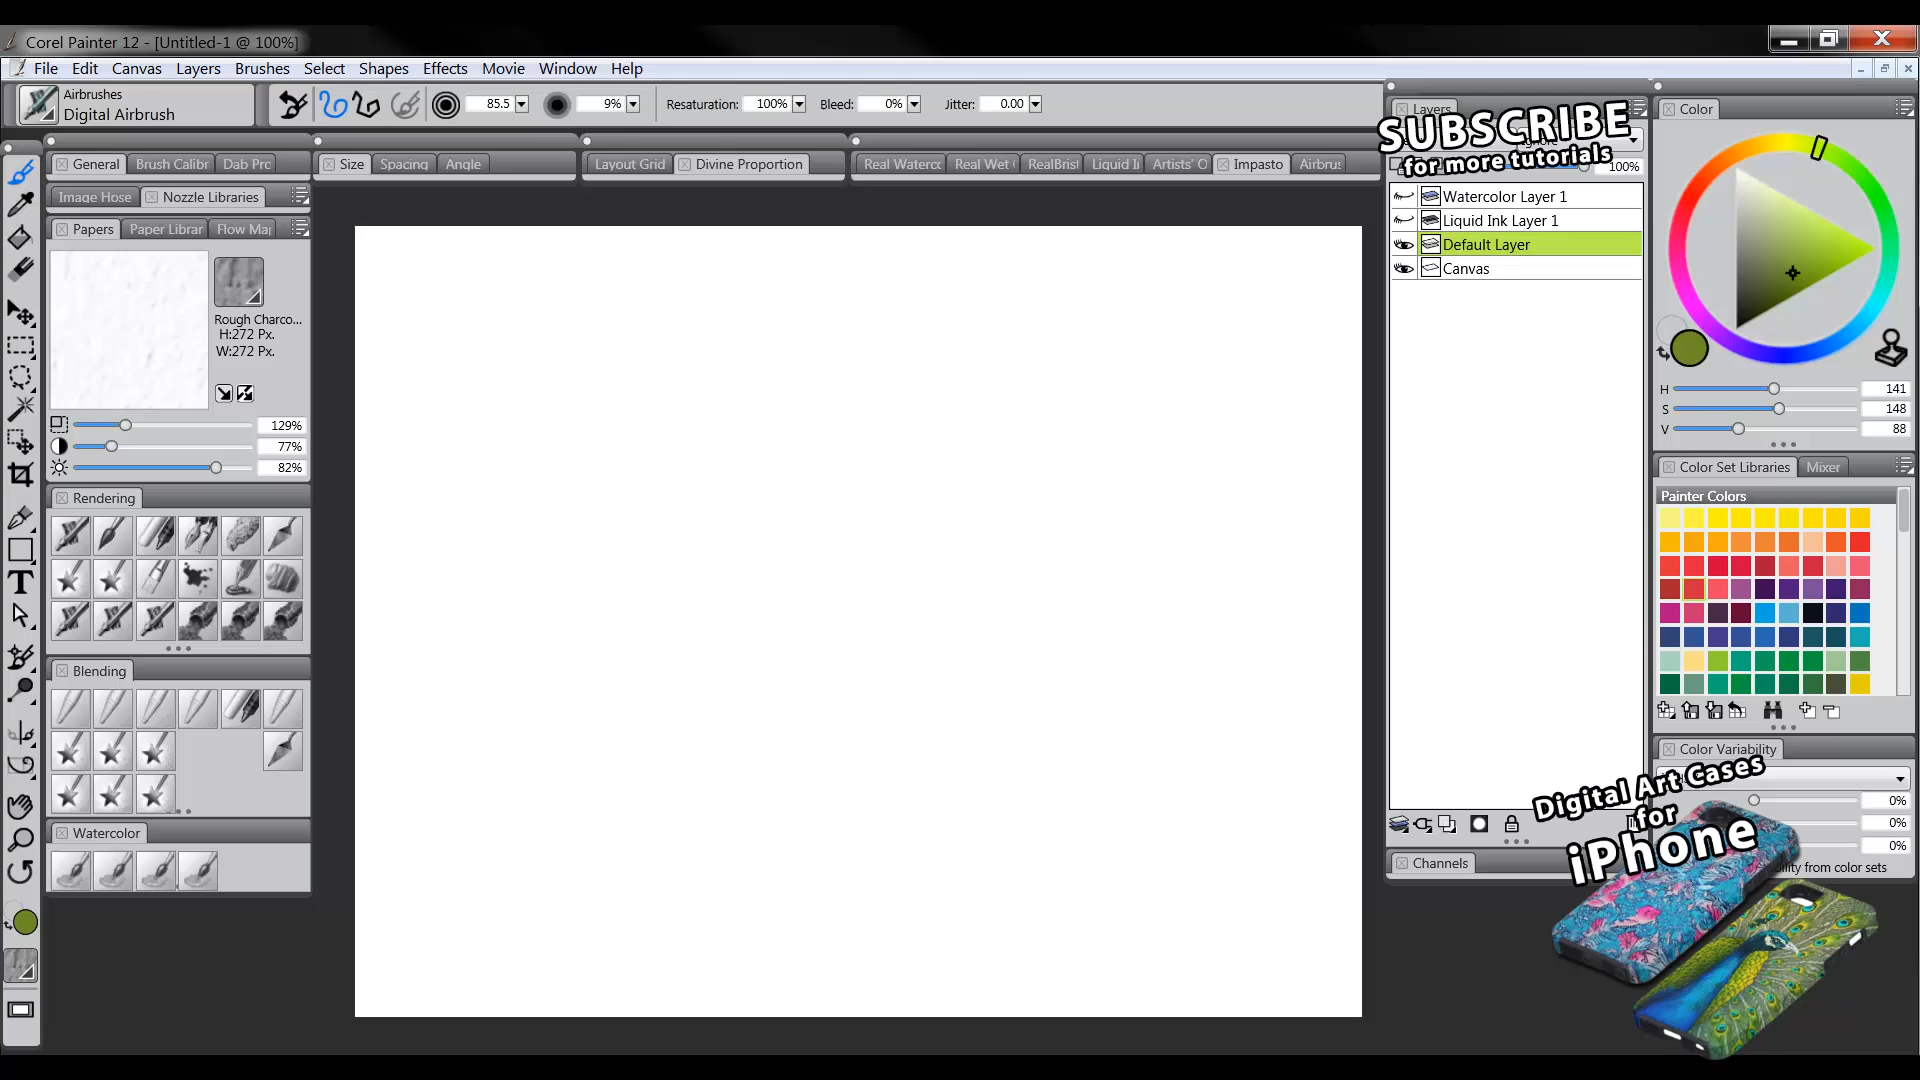 Corel Painter 12 - [Untitled-1 @ 100%]
File Edit Canvas Layers Brushes Select Shapes Effects Movie Window Help
Airbrushes
Digital Airbrush
85.5
9%
Resaturation: 100%
Bleed: 0%
Jitter: 0.00
General Brush Calibr Dab Pro
Size Spacing Angle
Layout Grid Divine Proportion
Real Waterc Real Wet RealBrist Liquid I Artists' O Impasto Airbrus
Image Hose Nozzle Libraries
Papers Paper Librar Flow Ma
Rough Charco...
H:272 Px.
W:272 Px.
129%
77%
82%
Rendering
Blending
Watercolor
T
Layers
SUBSCRIBE
for more tutorials
100%
Watercolor Layer 1
Liquid Ink Layer 1
Default Layer
Canvas
Channels
Color
H 141
S 148
V 88
Color Set Libraries Mixer
Painter Colors
Color Variability
0%
0%
0%
from color sets
Digital Art Cases
for
iPhone